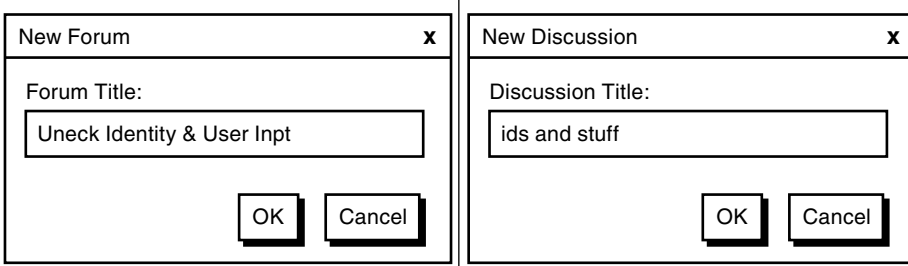 New Forum x
Forum Title:
Uneck Identity & User Inpt
OK Cancel
New Discussion x
Discussion Title:
ids and stuff
OK Cancel